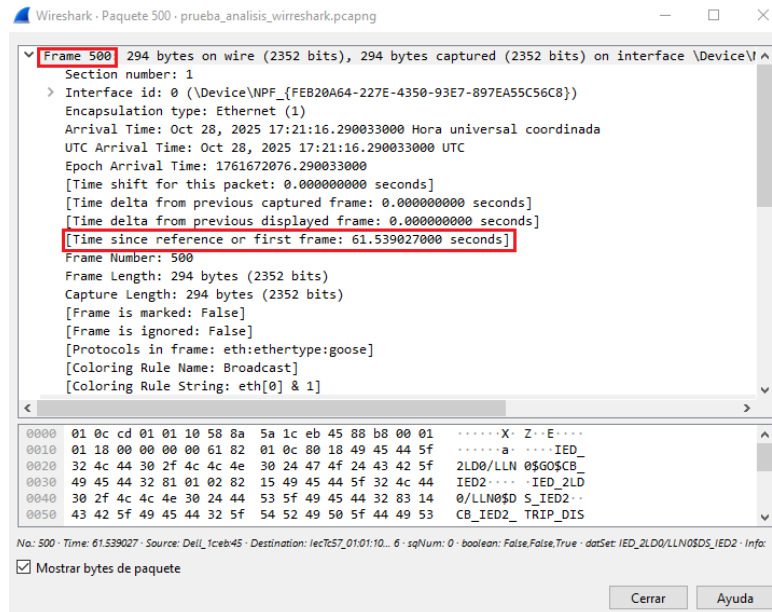 Wireshark · Paquete 500 · prueba_analisis_wirreshark.pcapng
Frame 500: 294 bytes on wire (2352 bits), 294 bytes captured (2352 bits) on interface \Device\
Section number: 1
Interface id: 0 (\Device\NPF_{FEB20A64-227E-4350-93E7-897EA55C56C8})
Encapsulation type: Ethernet (1)
Arrival Time: Oct 28, 2025 17:21:16.290033000 Hora universal coordinada
UTC Arrival Time: Oct 28, 2025 17:21:16.290033000 UTC
Epoch Arrival Time: 1761672076.290033000
[Time shift for this packet: 0.000000000 seconds]
[Time delta from previous captured frame: 0.000000000 seconds]
[Time delta from previous displayed frame: 0.000000000 seconds]
[Time since reference or first frame: 61.539027000 seconds]
Frame Number: 500
Frame Length: 294 bytes (2352 bits)
Capture Length: 294 bytes (2352 bits)
[Frame is marked: False]
[Frame is ignored: False]
[Protocols in frame: eth:ethertype:goose]
[Coloring Rule Name: Broadcast]
[Coloring Rule String: eth[0] & 1]
0000 01 0c cd 01 01 10 58 8a 5a 1c eb 45 88 b8 00 01 ······X· Z··E····
0010 01 18 00 00 00 00 61 82 01 0c 80 18 49 45 44 5f ······a· ····IED_
0020 32 4c 44 30 2f 4c 4c 4e 30 24 47 4f 24 43 42 5f 2LD0/LLN 0$GO$CB_
0030 49 45 44 32 81 01 02 82 15 49 45 44 5f 32 4c 44 IED2···· ·IED_2LD
0040 30 2f 4c 4c 4e 30 24 44 53 5f 49 45 44 32 83 14 0/LLN0$D S_IED2··
0050 43 42 5f 49 45 44 32 5f 54 52 49 50 5f 44 49 53 CB_IED2_ TRIP_DIS
No.: 500 · Time: 61.539027 · Source: Dell_1c:eb:45 · Destination: IecTc57_01:01:10... 6 · sqNum: 0 · boolean: False,False,True · datSet: IED_2LD0/LLN0$DS_IED2 · Info:
Mostrar bytes de paquete
Cerrar
Ayuda